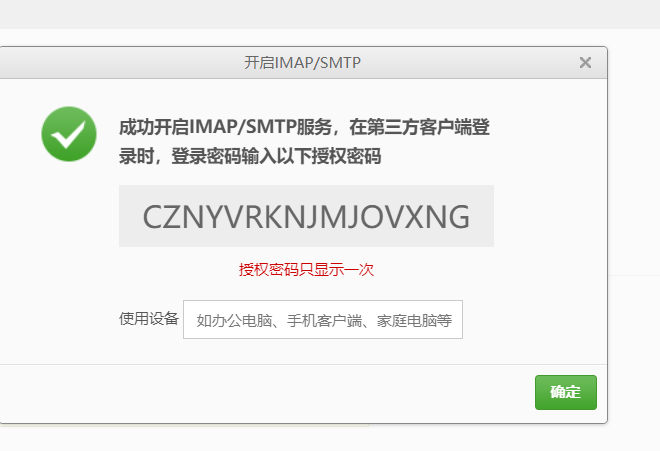 开启IMAP/SMTP
成功开启IMAP/SMTP服务，在第三方客户端登
录时，登录密码输入以下授权密码
CZNYVRKNJMJOVXNG
授权密码只显示一次
使用设备 如办公电脑、手机客户端、家庭电脑等
确定